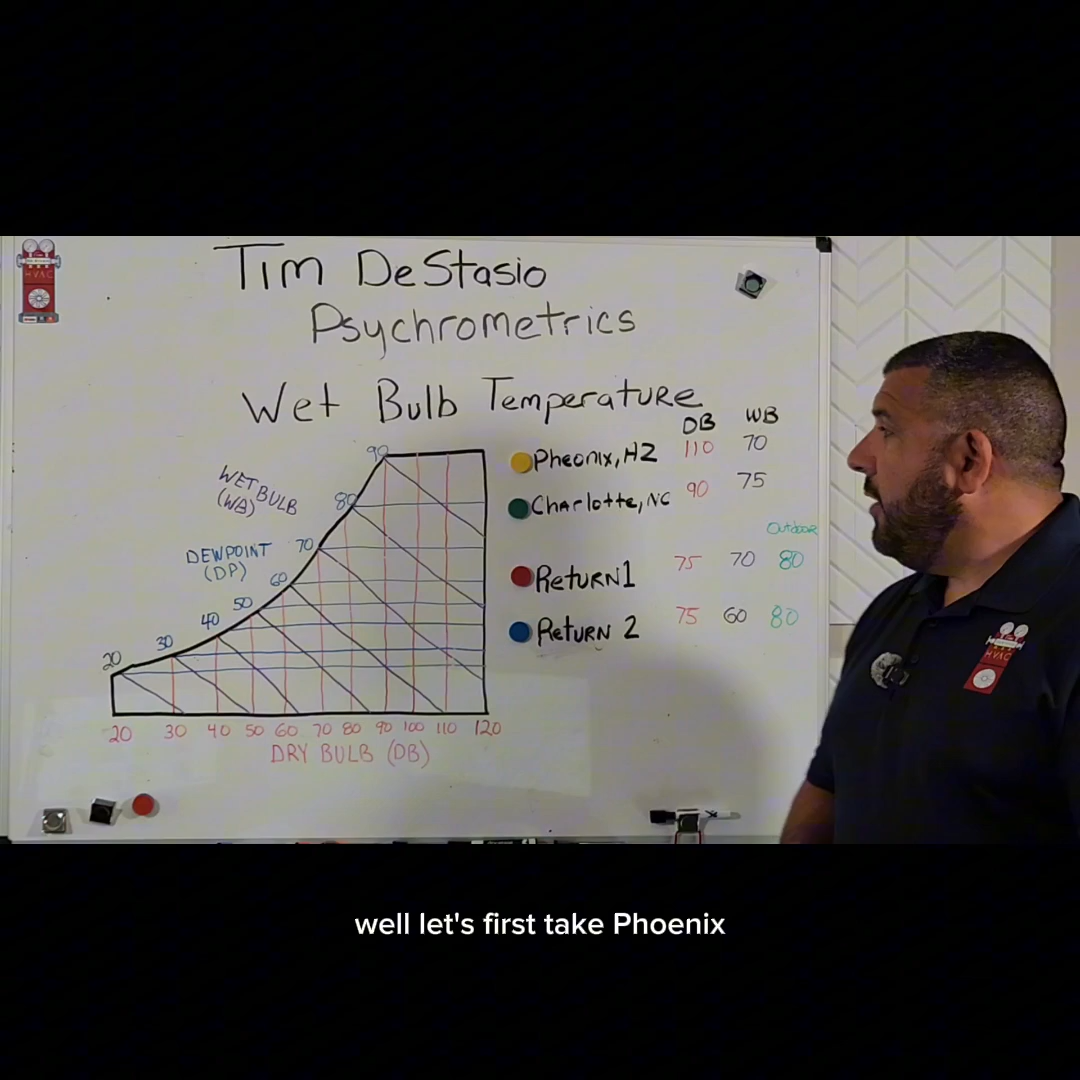 Tim DeStasio
Psychrometrics
Wet Bulb Temperature
DB WB
Pheonix, AZ 110 70
Charlotte, NC 90 75
Outdoor
Return 1 75 70 80
Return 2 75 60 80
WET BULB
(WB)
DEWPOINT
(DP)
90
80
70
60
50
40
30
20
20 30 40 50 60 70 80 90 100 110 120
DRY BULB (DB)
HVAC
HVAC
well let's first take Phoenix